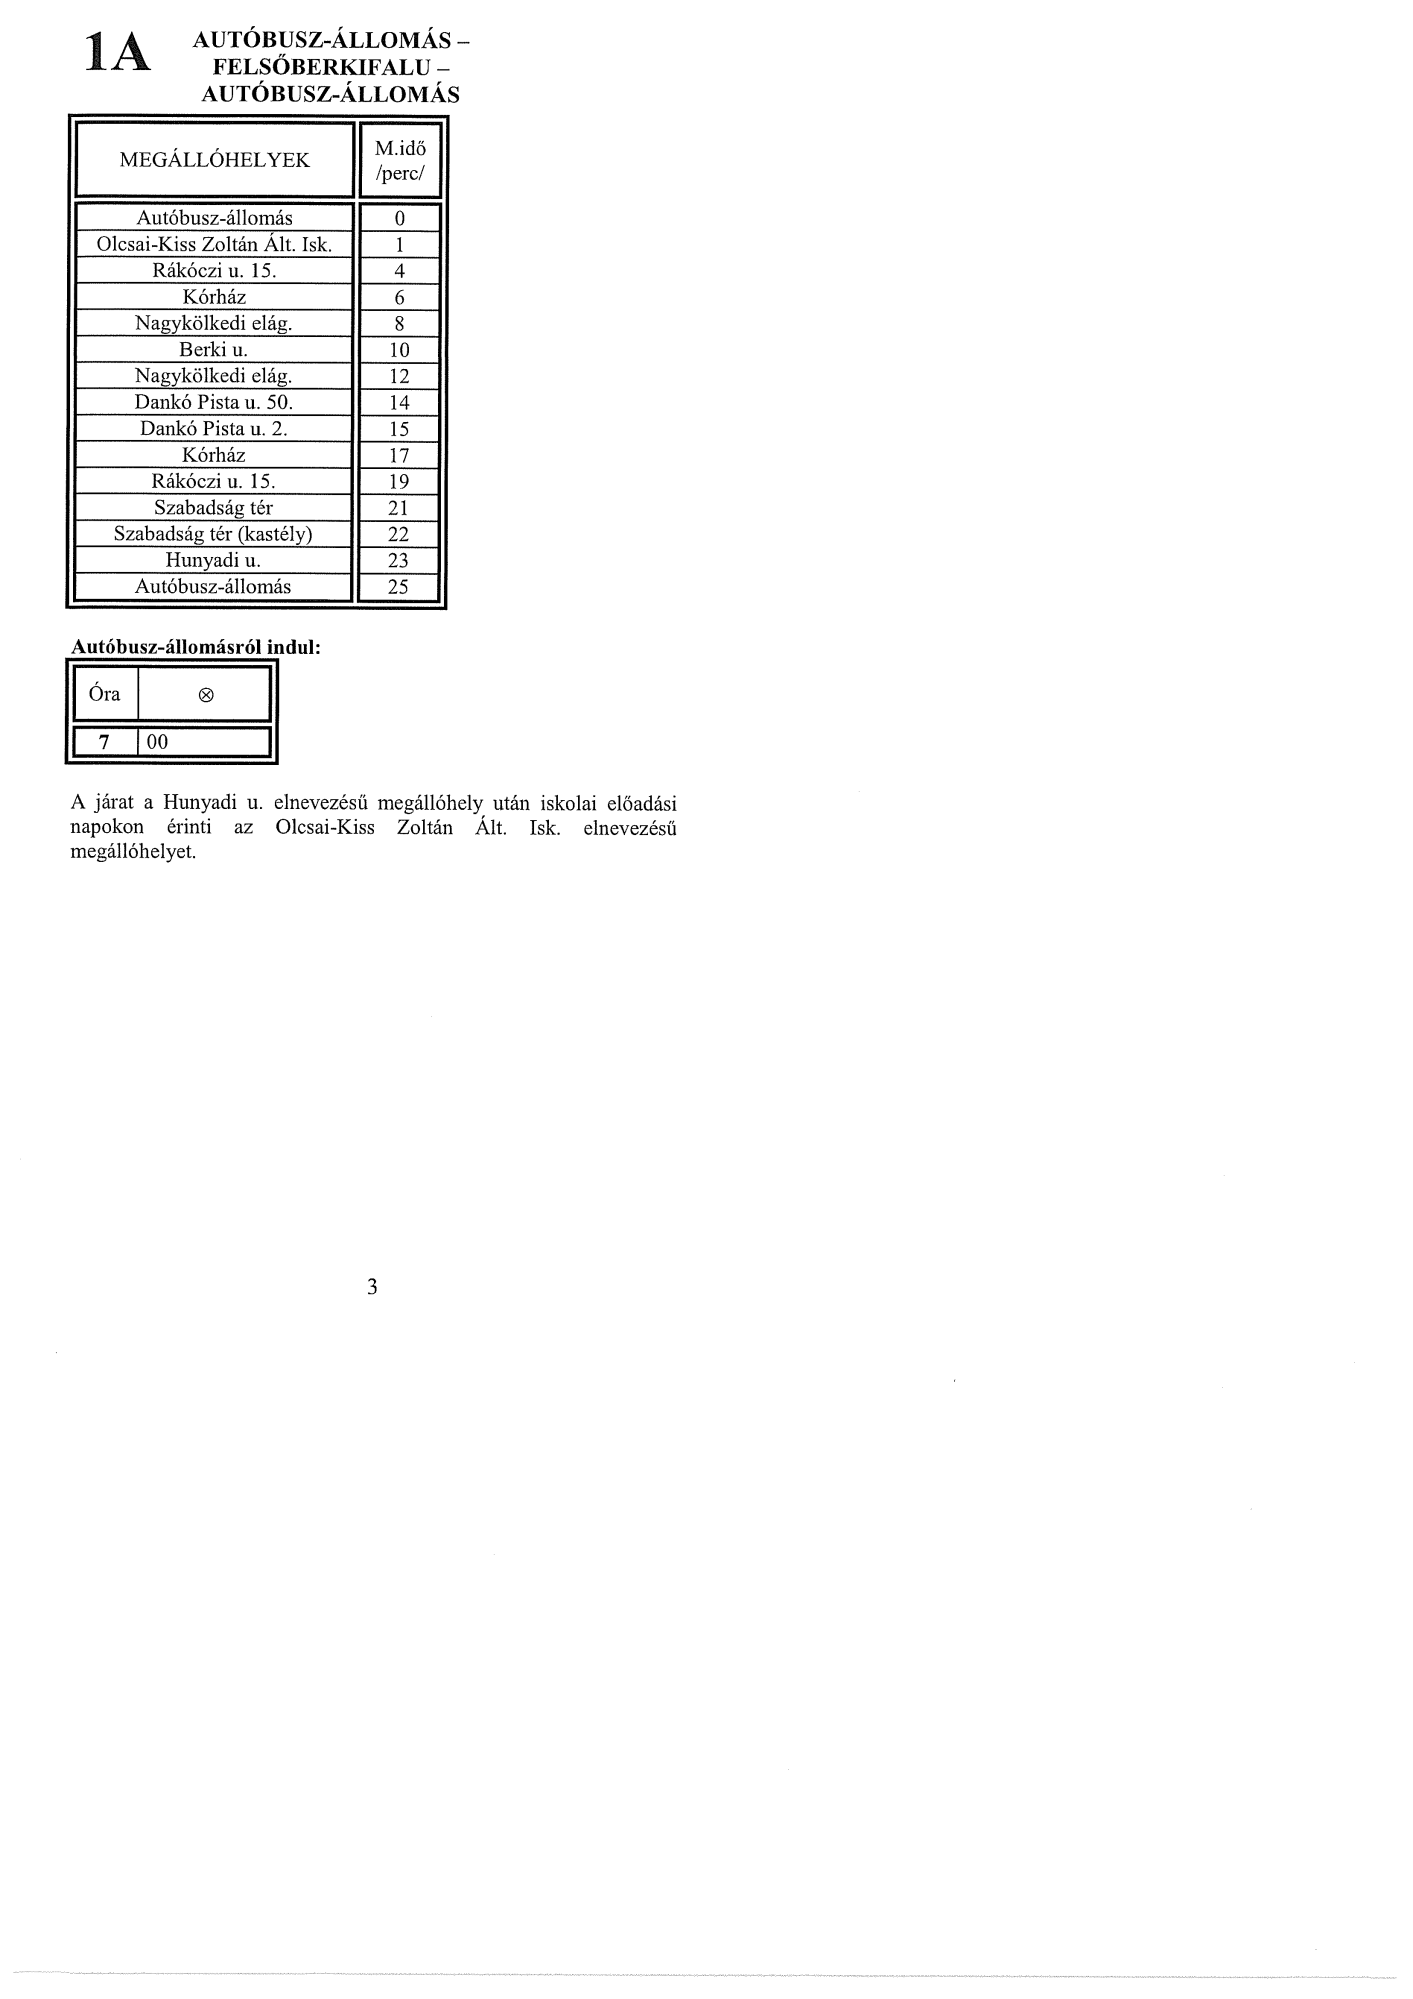 1A
AUTÓBUSZ-ÁLLOMÁS –
FELSŐBERKIFALU –
AUTÓBUSZ-ÁLLOMÁS
MEGÁLLÓHELYEK M.idő /perc/
Autóbusz-állomás 0
Olcsai-Kiss Zoltán Ált. Isk. 1
Rákóczi u. 15. 4
Kórház 6
Nagykölkedi elág. 8
Berki u. 10
Nagykölkedi elág. 12
Dankó Pista u. 50. 14
Dankó Pista u. 2. 15
Kórház 17
Rákóczi u. 15. 19
Szabadság tér 21
Szabadság tér (kastély) 22
Hunyadi u. 23
Autóbusz-állomás 25
Autóbusz-állomásról indul:
Óra ⊗
7 00
A járat a Hunyadi u. elnevezésű megállóhely után iskolai előadási
napokon érinti az Olcsai-Kiss Zoltán Ált. Isk. elnevezésű
megállóhelyet.
3